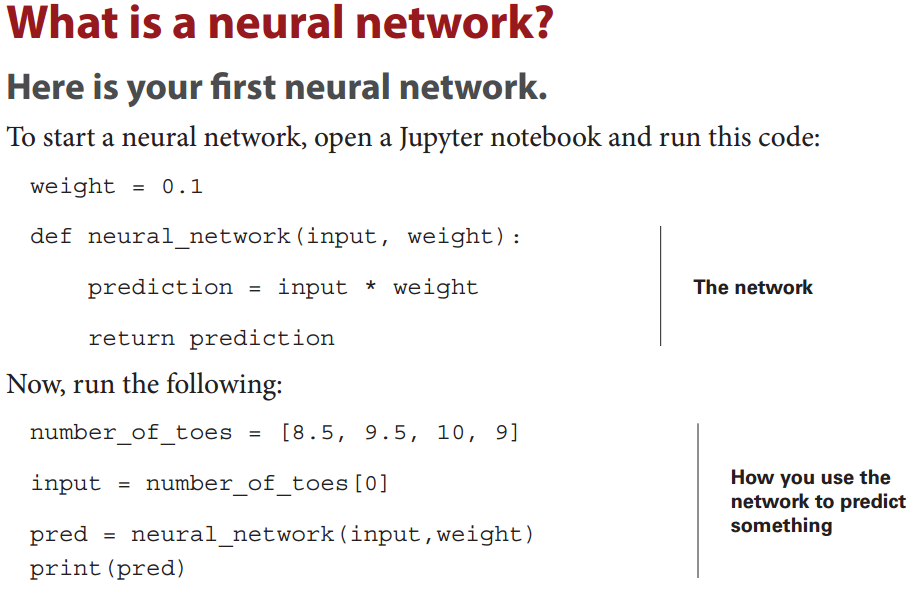 What is a neural network?
Here is your first neural network.
To start a neural network, open a Jupyter notebook and run this code:
weight = 0.1
def neural_network(input, weight):
    prediction = input * weight
The network
    return prediction
Now, run the following:
number_of_toes = [8.5, 9.5, 10, 9]
input = number_of_toes[0]
pred = neural_network(input,weight)
print(pred)
How you use the
network to predict
something